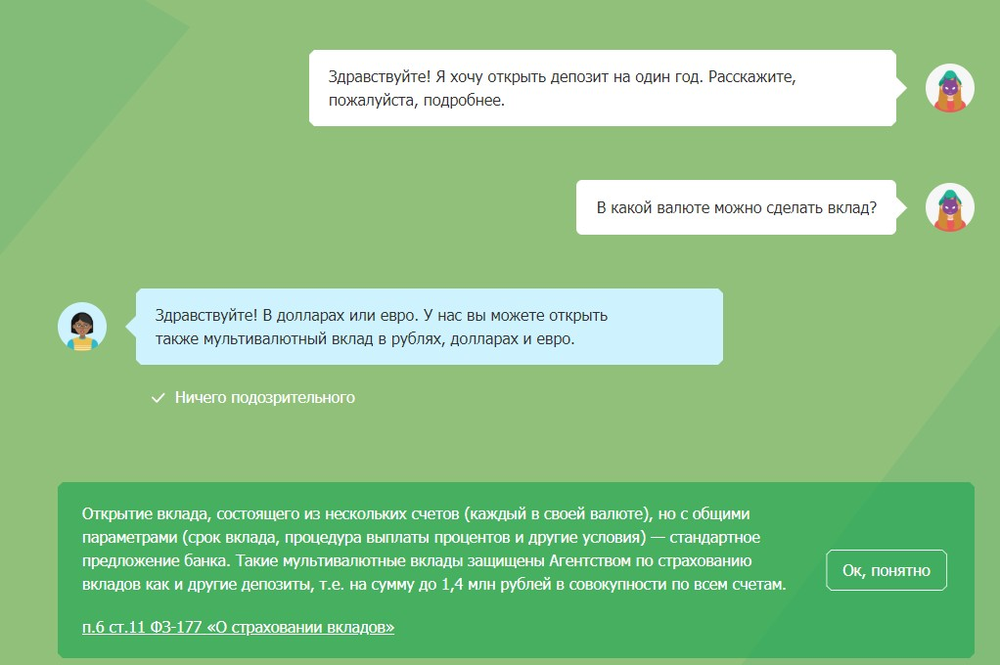 Здравствуйте! Я хочу открыть депозит на один год. Расскажите,
пожалуйста, подробнее.
В какой валюте можно сделать вклад?
Здравствуйте! В долларах или евро. У нас вы можете открыть
также мультивалютный вклад в рублях, долларах и евро.
Ничего подозрительного
Открытие вклада, состоящего из нескольких счетов (каждый в своей валюте), но с общими
параметрами (срок вклада, процедура выплаты процентов и другие условия) — стандартное
предложение банка. Такие мультивалютные вклады защищены Агентством по страхованию
вкладов как и другие депозиты, т.е. на сумму до 1,4 млн рублей в совокупности по всем счетам.
Ок, понятно
п.6 ст.11 ФЗ-177 «О страховании вкладов»